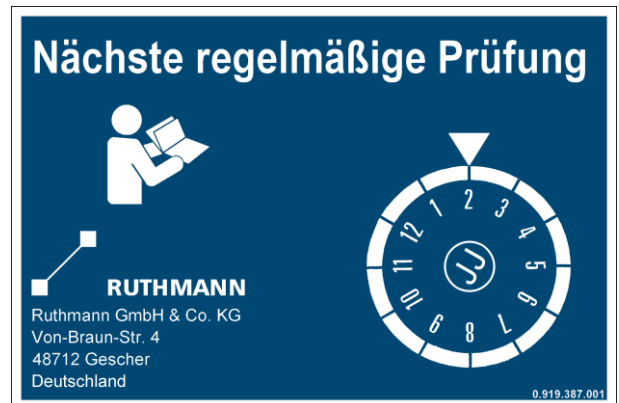 Nächste regelmäßige Prüfung
1 2 3 4 5 6 7 8 9 10 11 12
JJ
RUTHMANN
Ruthmann GmbH & Co. KG
Von-Braun-Str. 4
48712 Gescher
Deutschland
0.919.387.001